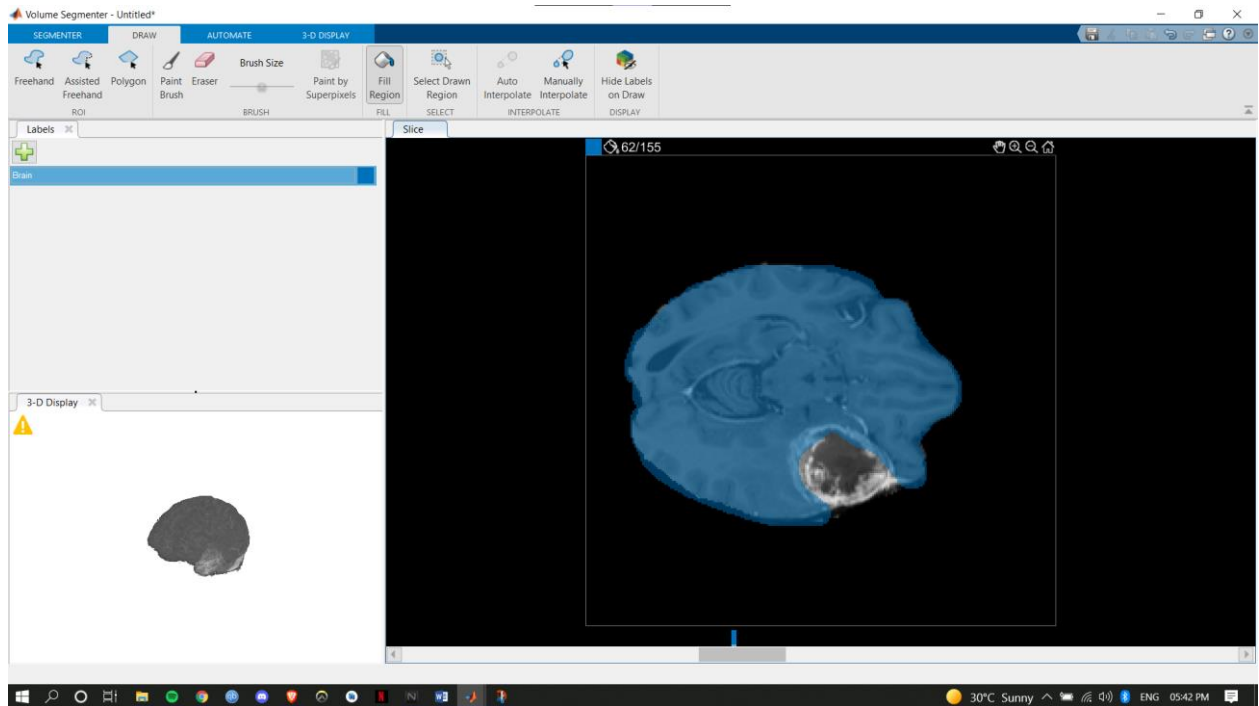 Volume Segmenter - Untitled*
SEGMENTER DRAW AUTOMATE 3-D DISPLAY
Freehand
Assisted
Freehand
Polygon
Paint
Brush
Eraser
Brush Size
Paint by
Superpixels
Fill
Region
Select Drawn
Region
Auto
Interpolate
Manually
Interpolate
Hide Labels
on Draw
ROI BRUSH FILL SELECT INTERPOLATE DISPLAY
Labels
Slice
62/155
Brain
3-D Display
30°C Sunny ENG 05:42 PM